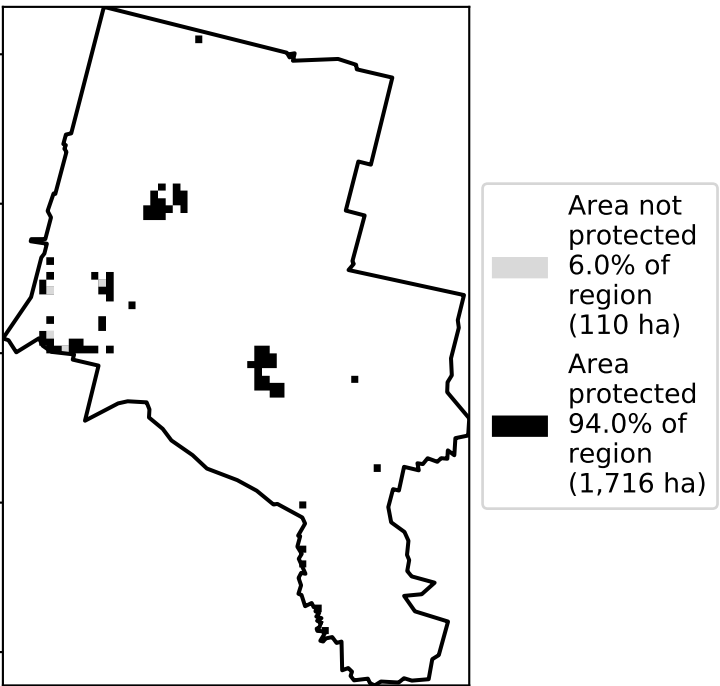 Area not
protected
6.0% of
region
(110 ha)
Area
protected
94.0% of
region
(1,716 ha)